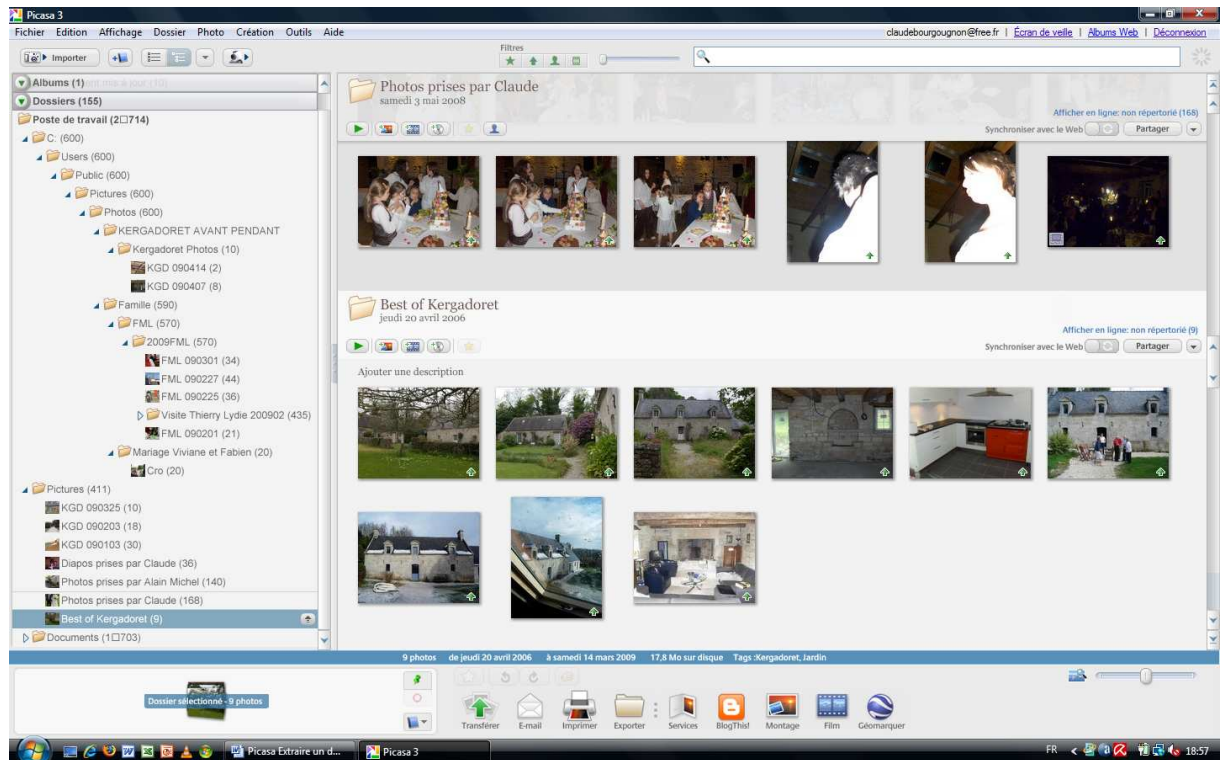 Picasa 3
Fichier Edition Affichage Dossier Photo Création Outils Aide
claudebourgougnon@free.fr | Écran de veille | Albums Web | Déconnexion
Importer
Filtres
Albums (1)
Dossiers (155)
Poste de travail (2□714)
C: (600)
Users (600)
Public (600)
Pictures (600)
Photos (600)
KERGADORET AVANT PENDANT
Kergadoret Photos (10)
KGD 090414 (2)
KGD 090407 (8)
Famille (590)
FML (570)
2009FML (570)
FML 090301 (34)
FML 090227 (44)
FML 090225 (36)
Visite Thierry Lydie 200902 (435)
FML 090201 (21)
Mariage Viviane et Fabien (20)
Cro (20)
Pictures (411)
KGD 090325 (10)
KGD 090203 (18)
KGD 090103 (30)
Diapos prises par Claude (36)
Photos prises par Alain Michel (140)
Photos prises par Claude (168)
Best of Kergadoret (9)
Documents (1□703)
Photos prises par Claude
samedi 3 mai 2008
Afficher en ligne: non répertorié (168)
Synchroniser avec le Web Partager
Best of Kergadoret
jeudi 20 avril 2006
Afficher en ligne: non répertorié (9)
Synchroniser avec le Web Partager
Ajouter une description
9 photos de jeudi 20 avril 2006 à samedi 14 mars 2009 17,8 Mo sur disque Tags :Kergadoret, Jardin
Dossier sélectionné - 9 photos
Transférer E-mail Imprimer Exporter Services BlogThis! Montage Film Géomarquer
Picasa Extraire un d... Picasa 3 FR 18:57